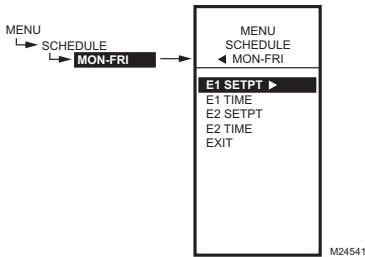 MENU
SCHEDULE
MON-FRI
MENU
SCHEDULE
◄ MON-FRI
E1 SETPT ►
E1 TIME
E2 SETPT
E2 TIME
EXIT
M24541